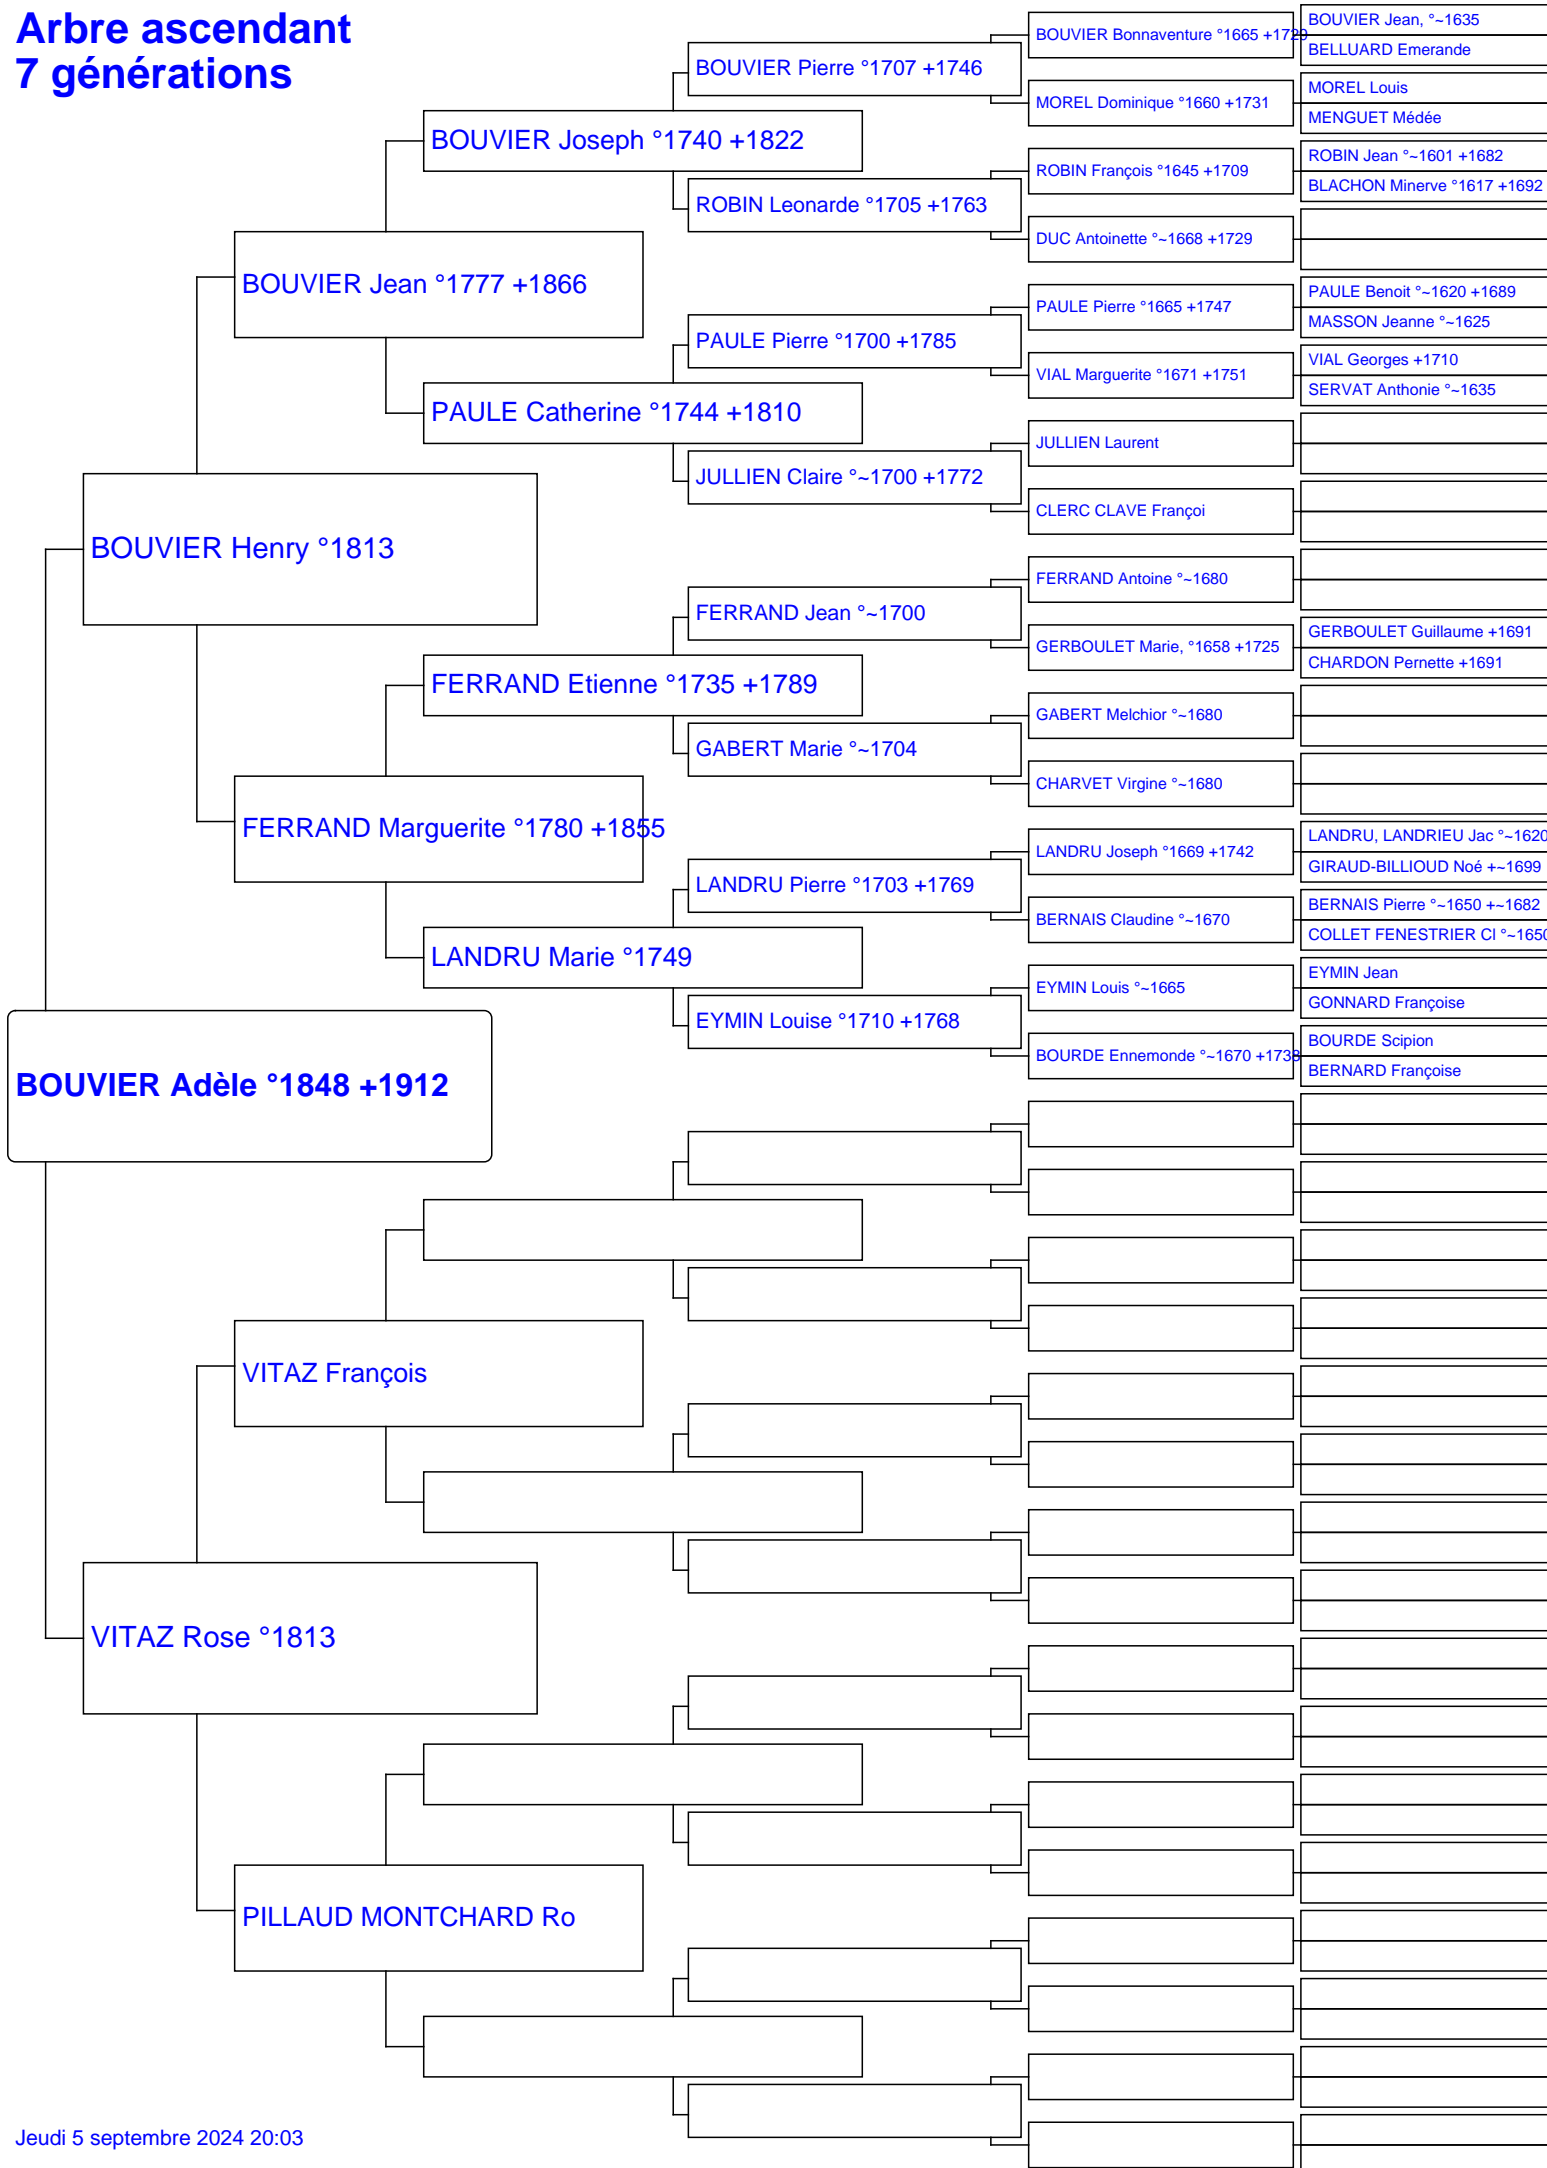 Arbre ascendant
7 générations
BOUVIER Adèle °1848 +1912
BOUVIER Henry °1813
VITAZ Rose °1813
BOUVIER Jean °1777 +1866
FERRAND Marguerite °1780 +1855
VITAZ François
PILLAUD MONTCHARD Ro
BOUVIER Joseph °1740 +1822
PAULE Catherine °1744 +1810
FERRAND Etienne °1735 +1789
LANDRU Marie °1749
BOUVIER Pierre °1707 +1746
ROBIN Leonarde °1705 +1763
PAULE Pierre °1700 +1785
JULLIEN Claire °~1700 +1772
FERRAND Jean °~1700
GABERT Marie °~1704
LANDRU Pierre °1703 +1769
EYMIN Louise °1710 +1768
BOUVIER Bonnaventure °1665 +1729
MOREL Dominique °1660 +1731
ROBIN François °1645 +1709
DUC Antoinette °~1668 +1729
PAULE Pierre °1665 +1747
VIAL Marguerite °1671 +1751
JULLIEN Laurent
CLERC CLAVE Françoi
FERRAND Antoine °~1680
GERBOULET Marie, °1658 +1725
GABERT Melchior °~1680
CHARVET Virgine °~1680
LANDRU Joseph °1669 +1742
BERNAIS Claudine °~1670
EYMIN Louis °~1665
BOURDE Ennemonde °~1670 +1738
BOUVIER Jean, °~1635
BELLUARD Emerande
MOREL Louis
MENGUET Médée
ROBIN Jean °~1601 +1682
BLACHON Minerve °1617 +1692
PAULE Benoit °~1620 +1689
MASSON Jeanne °~1625
VIAL Georges +1710
SERVAT Anthonie °~1635
GERBOULET Guillaume +1691
CHARDON Pernette +1691
LANDRU, LANDRIEU Jac °~1620
GIRAUD-BILLIOUD Noé +~1699
BERNAIS Pierre °~1650 +~1682
COLLET FENESTRIER Cl °~1650
EYMIN Jean
GONNARD Françoise
BOURDE Scipion
BERNARD Françoise
Jeudi 5 septembre 2024 20:03